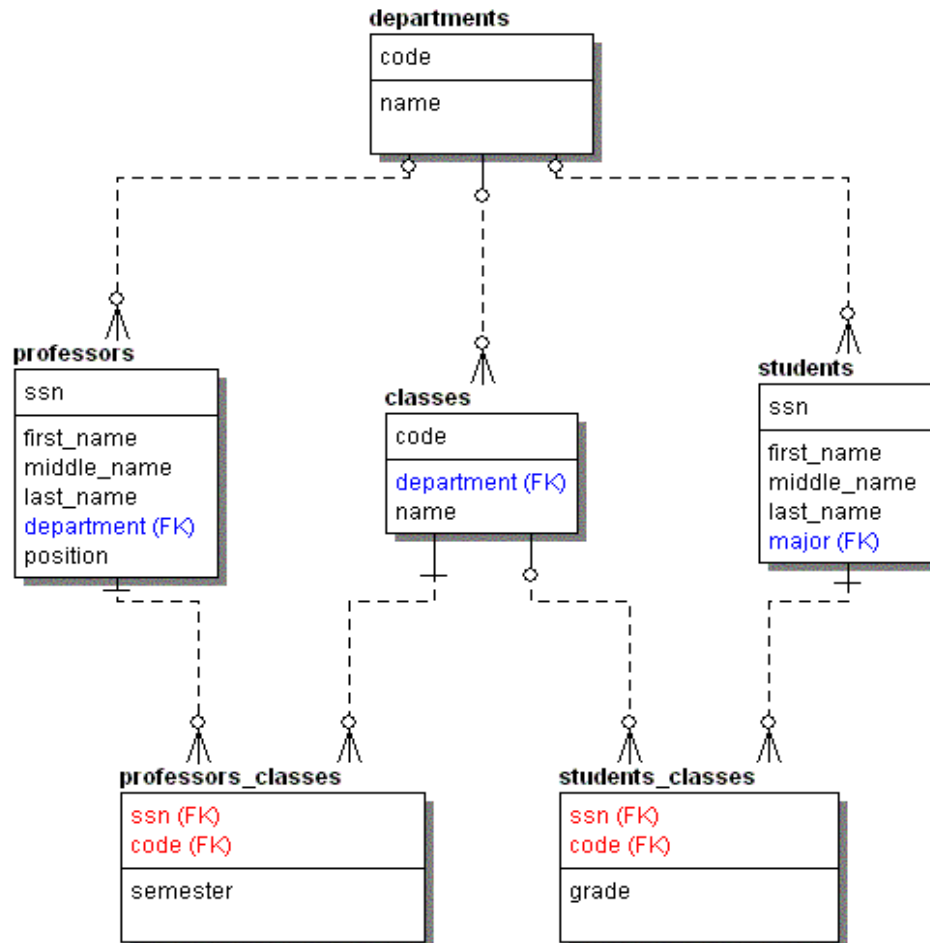 departments
code
name
professors
ssn
first_name
middle_name
last_name
department (FK)
position
classes
code
department (FK)
name
students
ssn
first_name
middle_name
last_name
major (FK)
professors_classes
ssn (FK)
code (FK)
semester
students_classes
ssn (FK)
code (FK)
grade